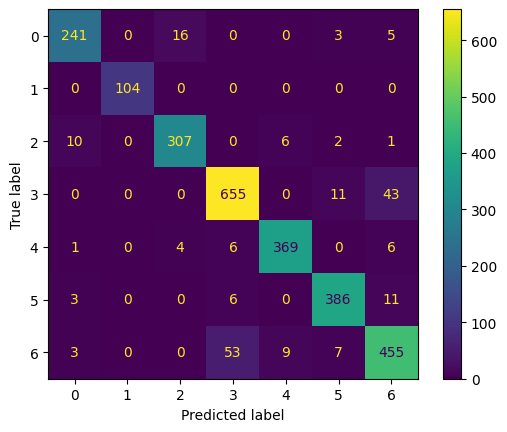 0 241 0 16 0 0 3 5
1 0 104 0 0 0 0 0
2 10 0 307 0 6 2 1
3 0 0 0 655 0 11 43
4 1 0 4 6 369 0 6
5 3 0 0 6 0 386 11
6 3 0 0 53 9 7 455
0 1 2 3 4 5 6
Predicted label
True label
600
500
400
300
200
100
0